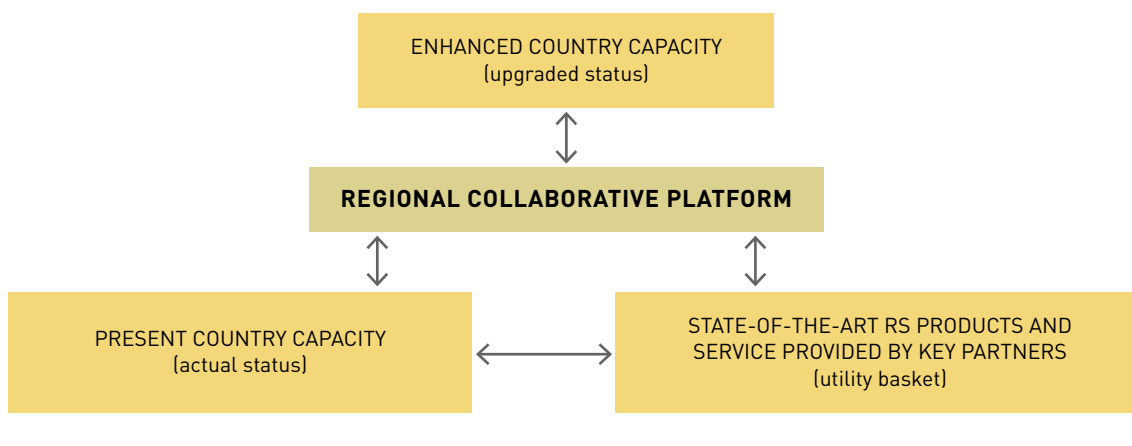 ENHANCED COUNTRY CAPACITY
(upgraded status)
REGIONAL COLLABORATIVE PLATFORM
PRESENT COUNTRY CAPACITY
(actual status)
STATE-OF-THE-ART RS PRODUCTS AND
SERVICE PROVIDED BY KEY PARTNERS
(utility basket)